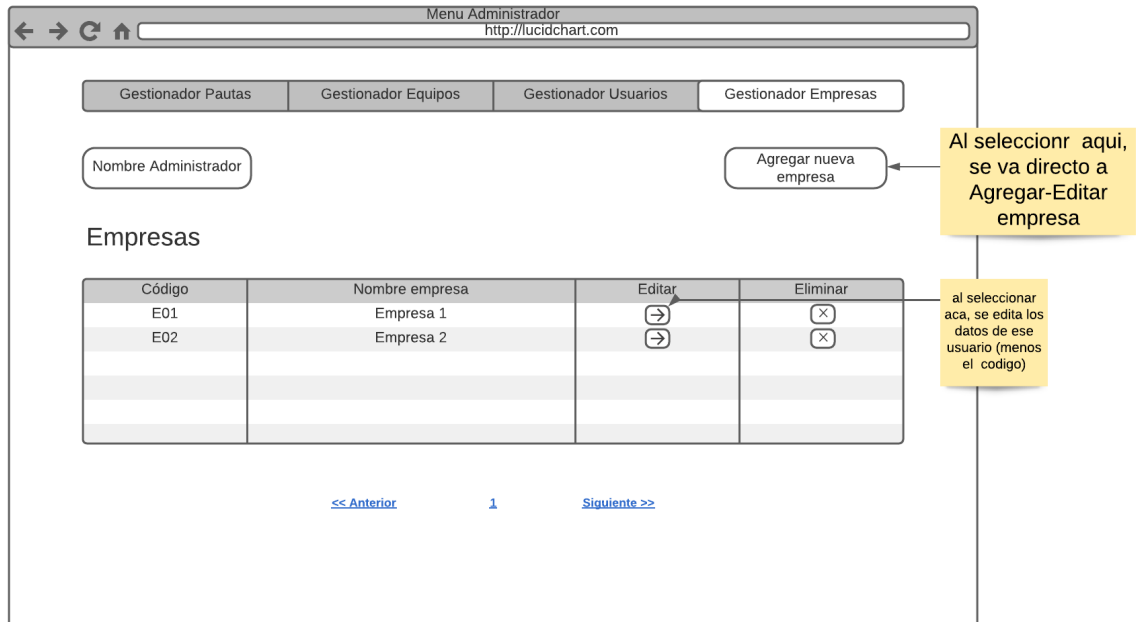 Menu Administrador
http://lucidchart.com
Gestionador Pautas
Gestionador Equipos
Gestionador Usuarios
Gestionador Empresas
Nombre Administrador
Agregar nueva
empresa
Al seleccionr aqui,
se va directo a
Agregar-Editar
empresa
Empresas
Código
Nombre empresa
Editar
Eliminar
E01
Empresa 1
E02
Empresa 2
al seleccionar
aca, se edita los
datos de ese
usuario (menos
el codigo)
<< Anterior
1
Siguiente >>